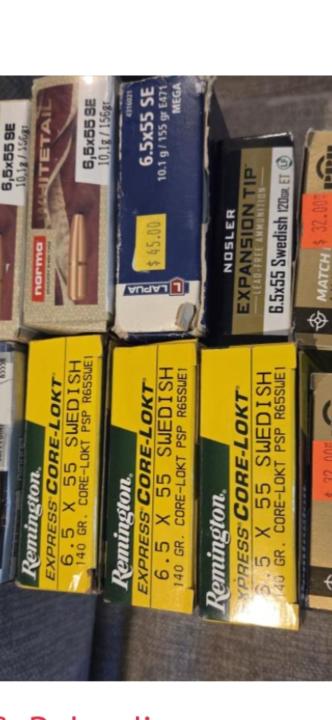 6,5x55 SE
10,1g / 156gr
WHITETAIL
6,5x55 SE
10,1g / 156gr
norma
4316021
6.5x55 SE
10.1 g / 155 gr E471
MEGA
$ 45.00
LAPUA
NOSLER
EXPANSION TIP
LEAD-FREE AMMUNITION
6.5x55 Swedish 120GR. ET
$ 32.00
MATCH
Remington
EXPRESS CORE-LOKT
6.5 X 55 SWEDISH
140 GR. CORE-LOKT PSP R65SWE1
Remington
EXPRESS CORE-LOKT
6.5 X 55 SWEDISH
140 GR. CORE-LOKT PSP R65SWE1
Remington
EXPRESS CORE-LOKT
6.5 X 55 SWEDISH
140 GR. CORE-LOKT PSP R65SWE1